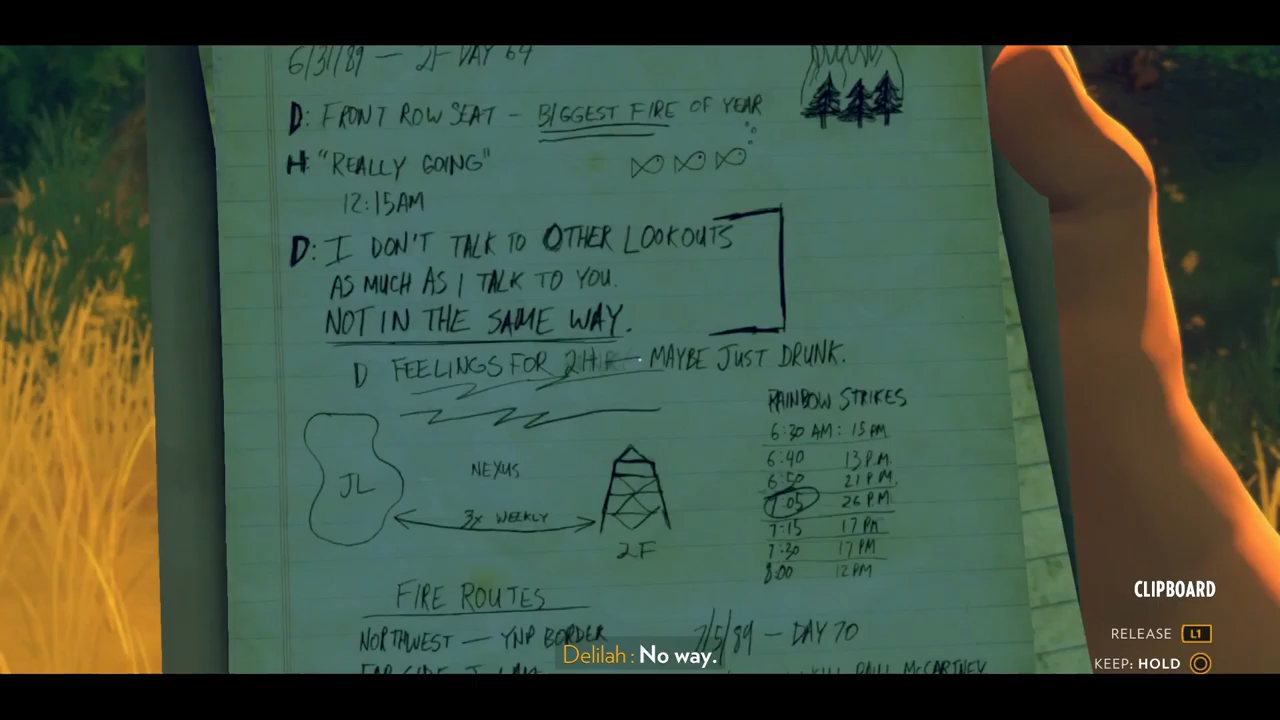 6/31/89 — 2F DAY 64
D: FRONT ROW SEAT - BIGGEST FIRE OF YEAR
H: "REALLY GOING"
12:15AM
D: I DON'T TALK TO OTHER LOOKOUTS
AS MUCH AS I TALK TO YOU.
NOT IN THE SAME WAY.
D FEELINGS FOR MAYBE JUST DRUNK.
RAINBOW STRIKES
6:30 AM: 15 PM
6:40 13 P.M.
6:50 21 P.M.
7:05 26 P.M.
7:15 17 PM
7:30 17 PM
8:00 12 PM
JL
NEXUS
3x WEEKLY
2F
FIRE ROUTES
NORTHWEST — YNP BORDER
7/5/89 — DAY 70
PAUL McCARTNEY
Delilah : No way.
CLIPBOARD
RELEASE L1
KEEP: HOLD